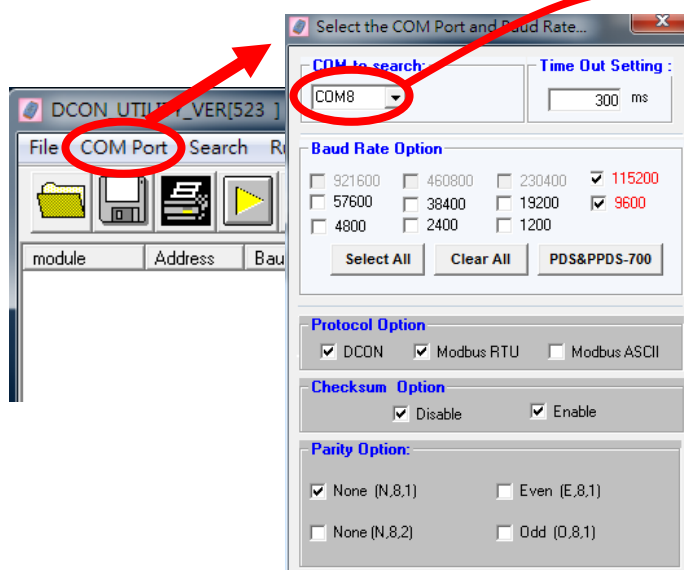 Select the COM Port and Baud Rate...
COM to search:
Time Out Setting :
COM8
300 ms
DCON_UTILITY_VER[523 ]
File COM Port Search
Baud Rate Option
921600 460800 230400 115200
57600 38400 19200 9600
4800 2400 1200
Select All Clear All PDS&PPDS-700
module Address
Protocol Option
DCON Modbus RTU Modbus ASCII
Checksum Option
Disable Enable
Parity Option:
None (N,8,1) Even (E,8,1)
None (N,8,2) Odd (O,8,1)